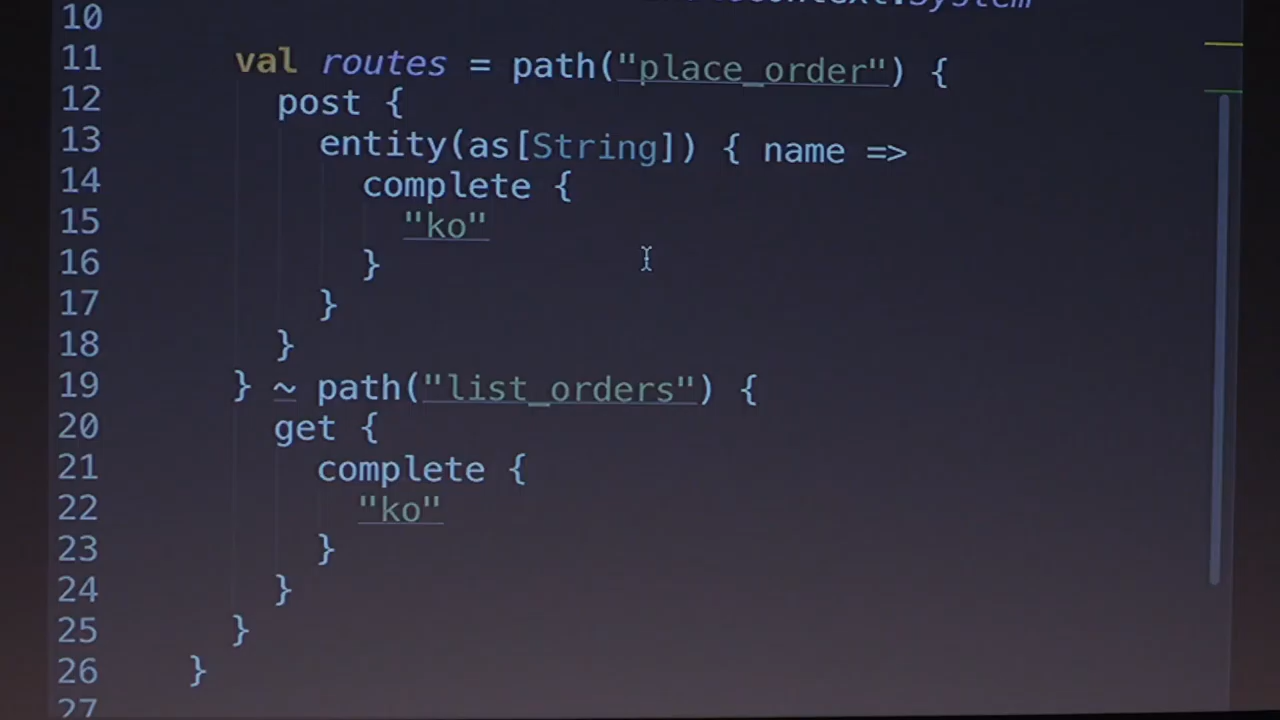 10
11 val routes = path("place_order") {
12 post {
13 entity(as[String]) { name =>
14 complete {
15 "ko"
16 }
17 }
18 }
19 } ~ path("list_orders") {
20 get {
21 complete {
22 "ko"
23 }
24 }
25 }
26 }
27